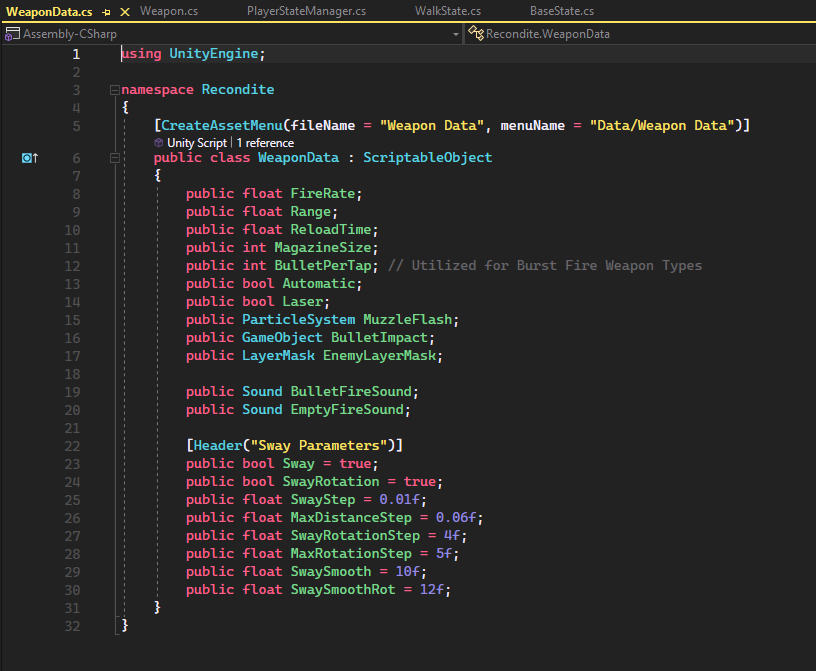 WeaponData.cs Weapon.cs PlayerStateManager.cs WalkState.cs BaseState.cs
Assembly-CSharp Recondite.WeaponData
1 using UnityEngine;
2
3 namespace Recondite
4 {
5 [CreateAssetMenu(fileName = "Weapon Data", menuName = "Data/Weapon Data")]
Unity Script | 1 reference
6 public class WeaponData : ScriptableObject
7 {
8 public float FireRate;
9 public float Range;
10 public float ReloadTime;
11 public int MagazineSize;
12 public int BulletPerTap; // Utilized for Burst Fire Weapon Types
13 public bool Automatic;
14 public bool Laser;
15 public ParticleSystem MuzzleFlash;
16 public GameObject BulletImpact;
17 public LayerMask EnemyLayerMask;
18
19 public Sound BulletFireSound;
20 public Sound EmptyFireSound;
21
22 [Header("Sway Parameters")]
23 public bool Sway = true;
24 public bool SwayRotation = true;
25 public float SwayStep = 0.01f;
26 public float MaxDistanceStep = 0.06f;
27 public float SwayRotationStep = 4f;
28 public float MaxRotationStep = 5f;
29 public float SwaySmooth = 10f;
30 public float SwaySmoothRot = 12f;
31 }
32 }